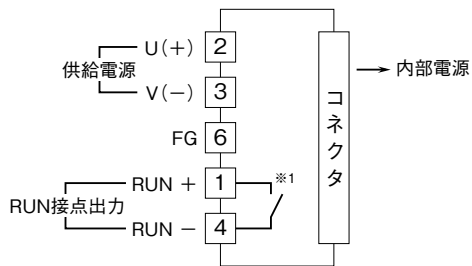 U(+) 2
供給電源
V(-) 3
FG 6
RUN + 1
※1
RUN接点出力
RUN - 4
コネクタ
内部電源